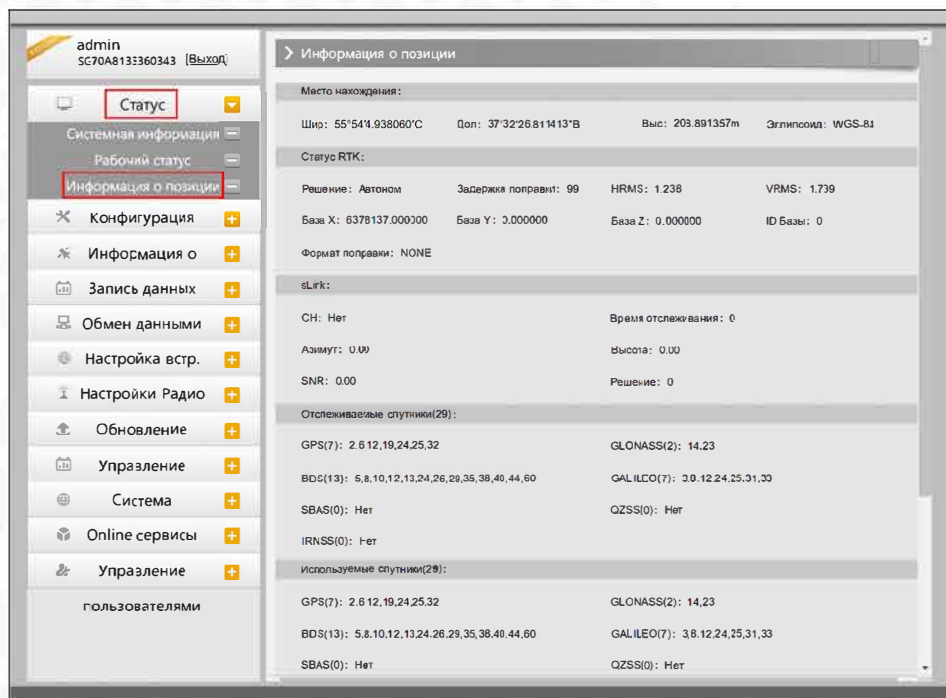 admin
SC70A8133360343 [Выход]
Статус
Системная информация
Рабочий статус
Информация о позиции
Конфигурация
Информация о
Запись данных
Обмен данными
Настройка встр.
Настройки Радио
Обновление
Управление
Система
Online сервисы
Управление
пользователями
Информация о позиции
Место нахождения:
Шир: 55°54'4.938060"С Дол: 37°32'26.811413"В Выс: 203.891357m Эллипсоид: WGS-84
Статус RTK:
Решение: Автоном Задержка поправки: 99 HRMS: 1.238 VRMS: 1.739
База X: 6378137.000000 База Y: 0.000000 База Z: 0.000000 ID Базы: 0
Формат поправки: NONE
sLink:
CH: Нет Время отслеживания: 0
Азимут: 0.00 Высота: 0.00
SNR: 0.00 Решение: 0
Отслеживаемые спутники(29):
GPS(7): 2.6 12,19,24,25,32 GLONASS(2): 14,23
BDS(13): 5,8,10,12,13,24,26,29,35,38,40,44,60 GALILEO(7): 3,8,12,24,25,31,33
SBAS(0): Нет QZSS(0): Нет
IRNSS(0): Нет
Используемые спутники(29):
GPS(7): 2.6 12,19,24,25,32 GLONASS(2): 14,23
BDS(13): 5,8,10,12,13,24,26,29,35,38,40,44,60 GALILEO(7): 3,8,12,24,25,31,33
SBAS(0): Нет QZSS(0): Нет